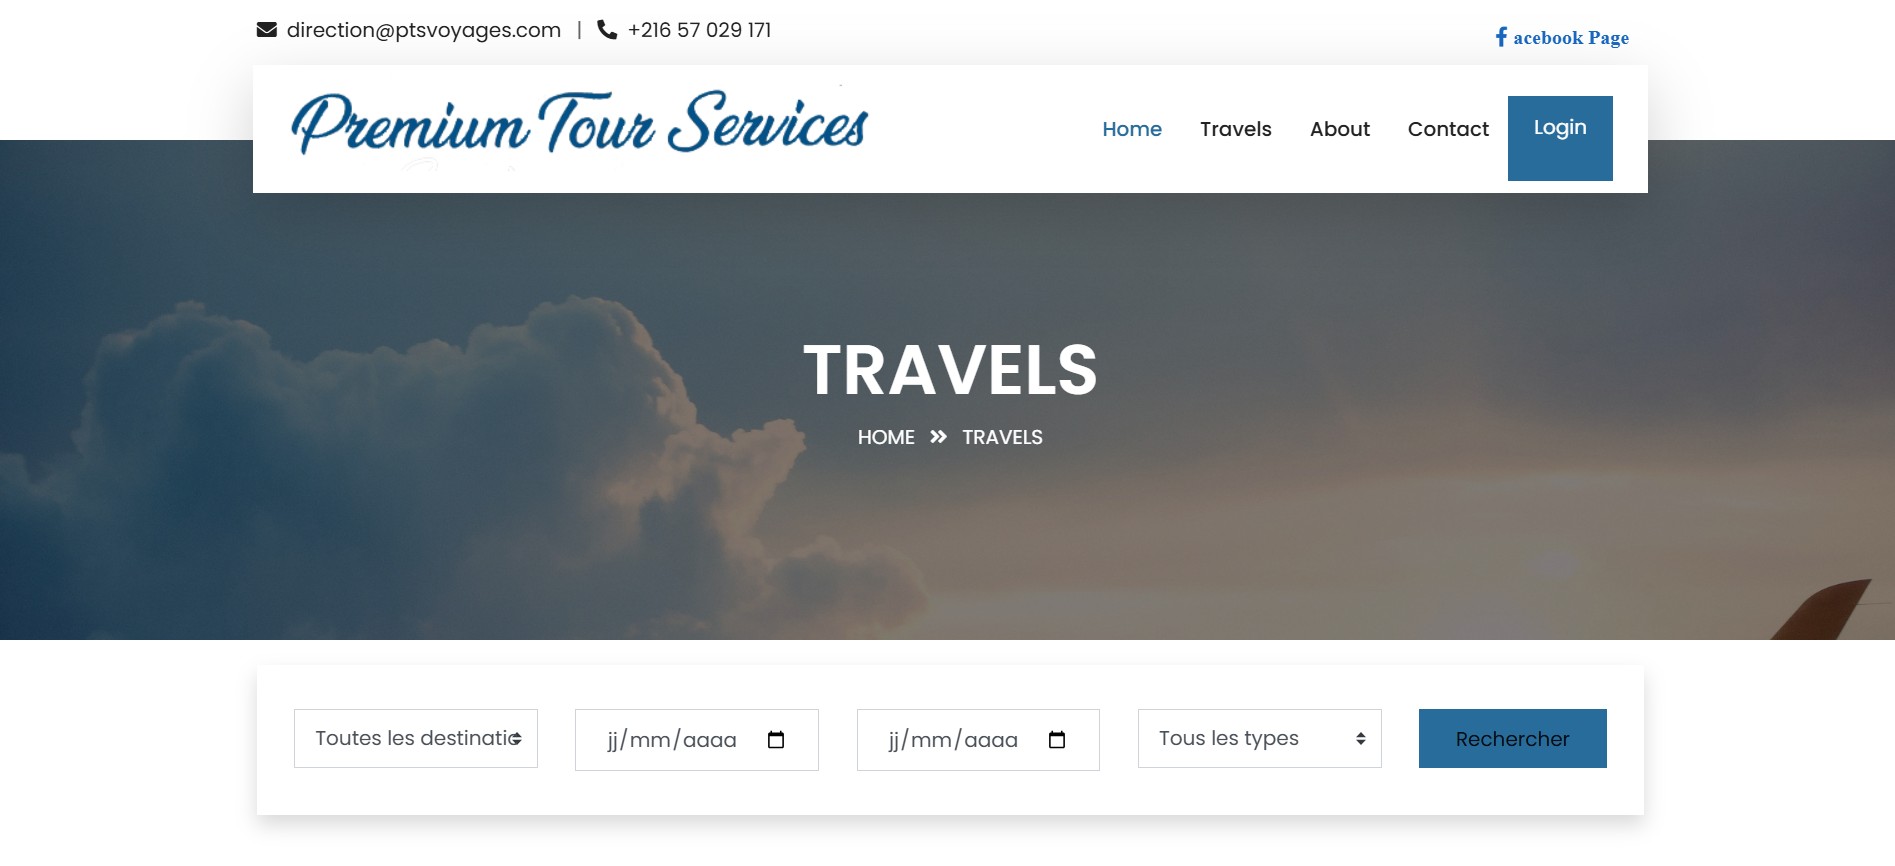 direction@ptsvoyages.com | +216 57 029 171
acebook Page
Premium Tour Services
Home Travels About Contact Login
TRAVELS
HOME » TRAVELS
Toutes les destinatic jj/mm/aaaa jj/mm/aaaa Tous les types Rechercher